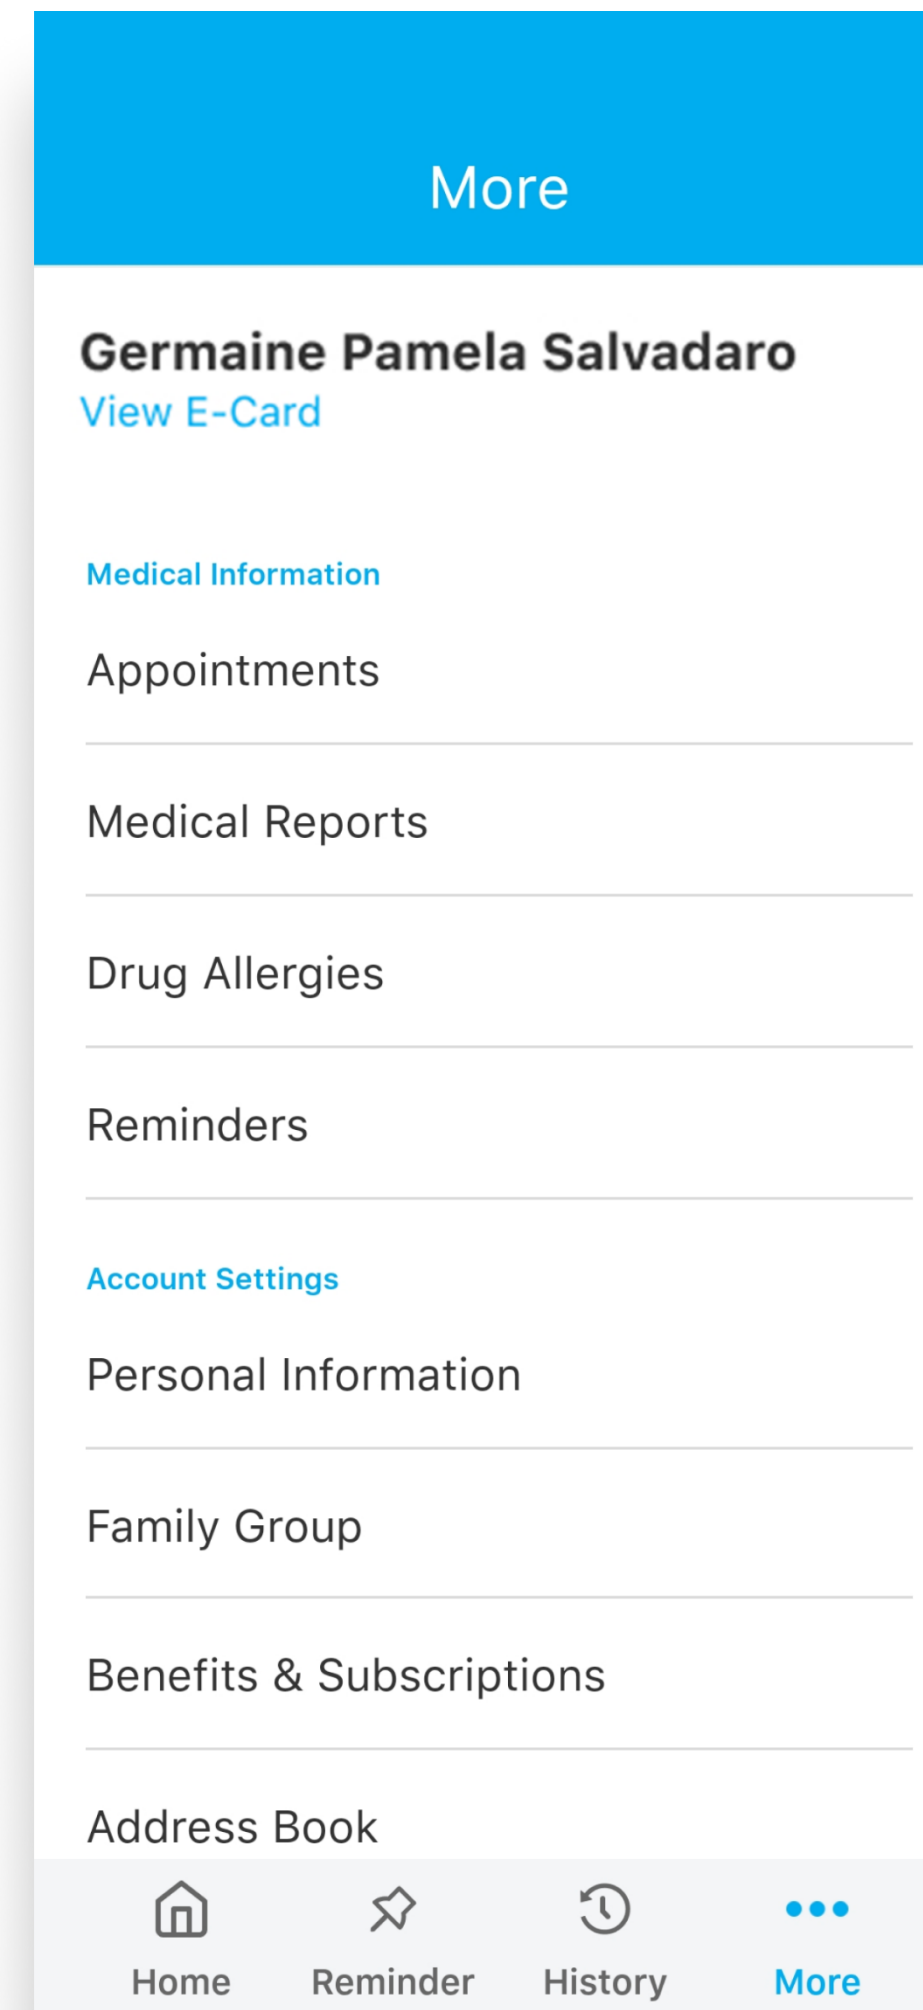 More
Germaine Pamela Salvadaro
View E-Card
Medical Information
Appointments
Medical Reports
Drug Allergies
Reminders
Account Settings
Personal Information
Family Group
Benefits & Subscriptions
Address Book
Home Reminder History More